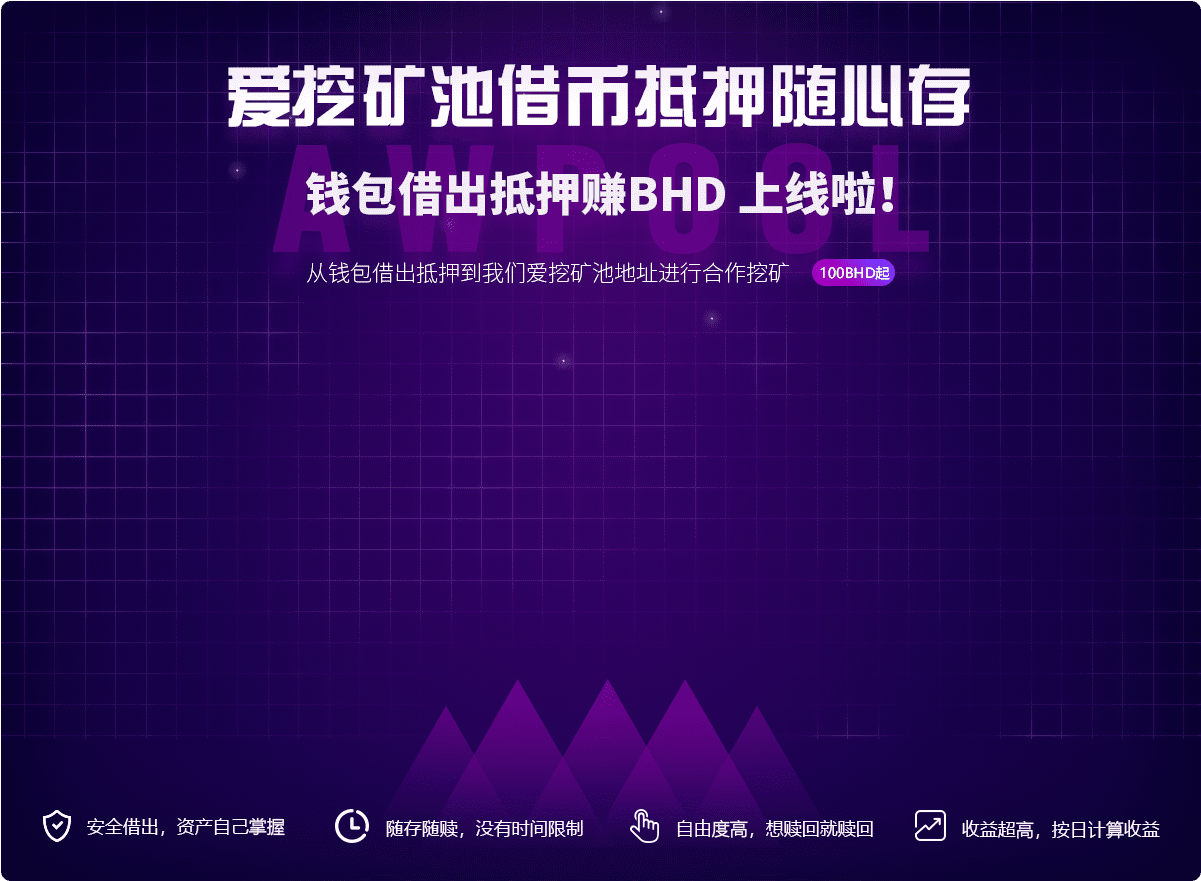 爱挖矿池借币抵押随心存
AWPOOL
钱包借出抵押赚BHD 上线啦！
从钱包借出抵押到我们爱挖矿池地址进行合作挖矿 100BHD起
安全借出，资产自己掌握
随存随赎，没有时间限制
自由度高，想赎回就赎回
收益超高，按日计算收益